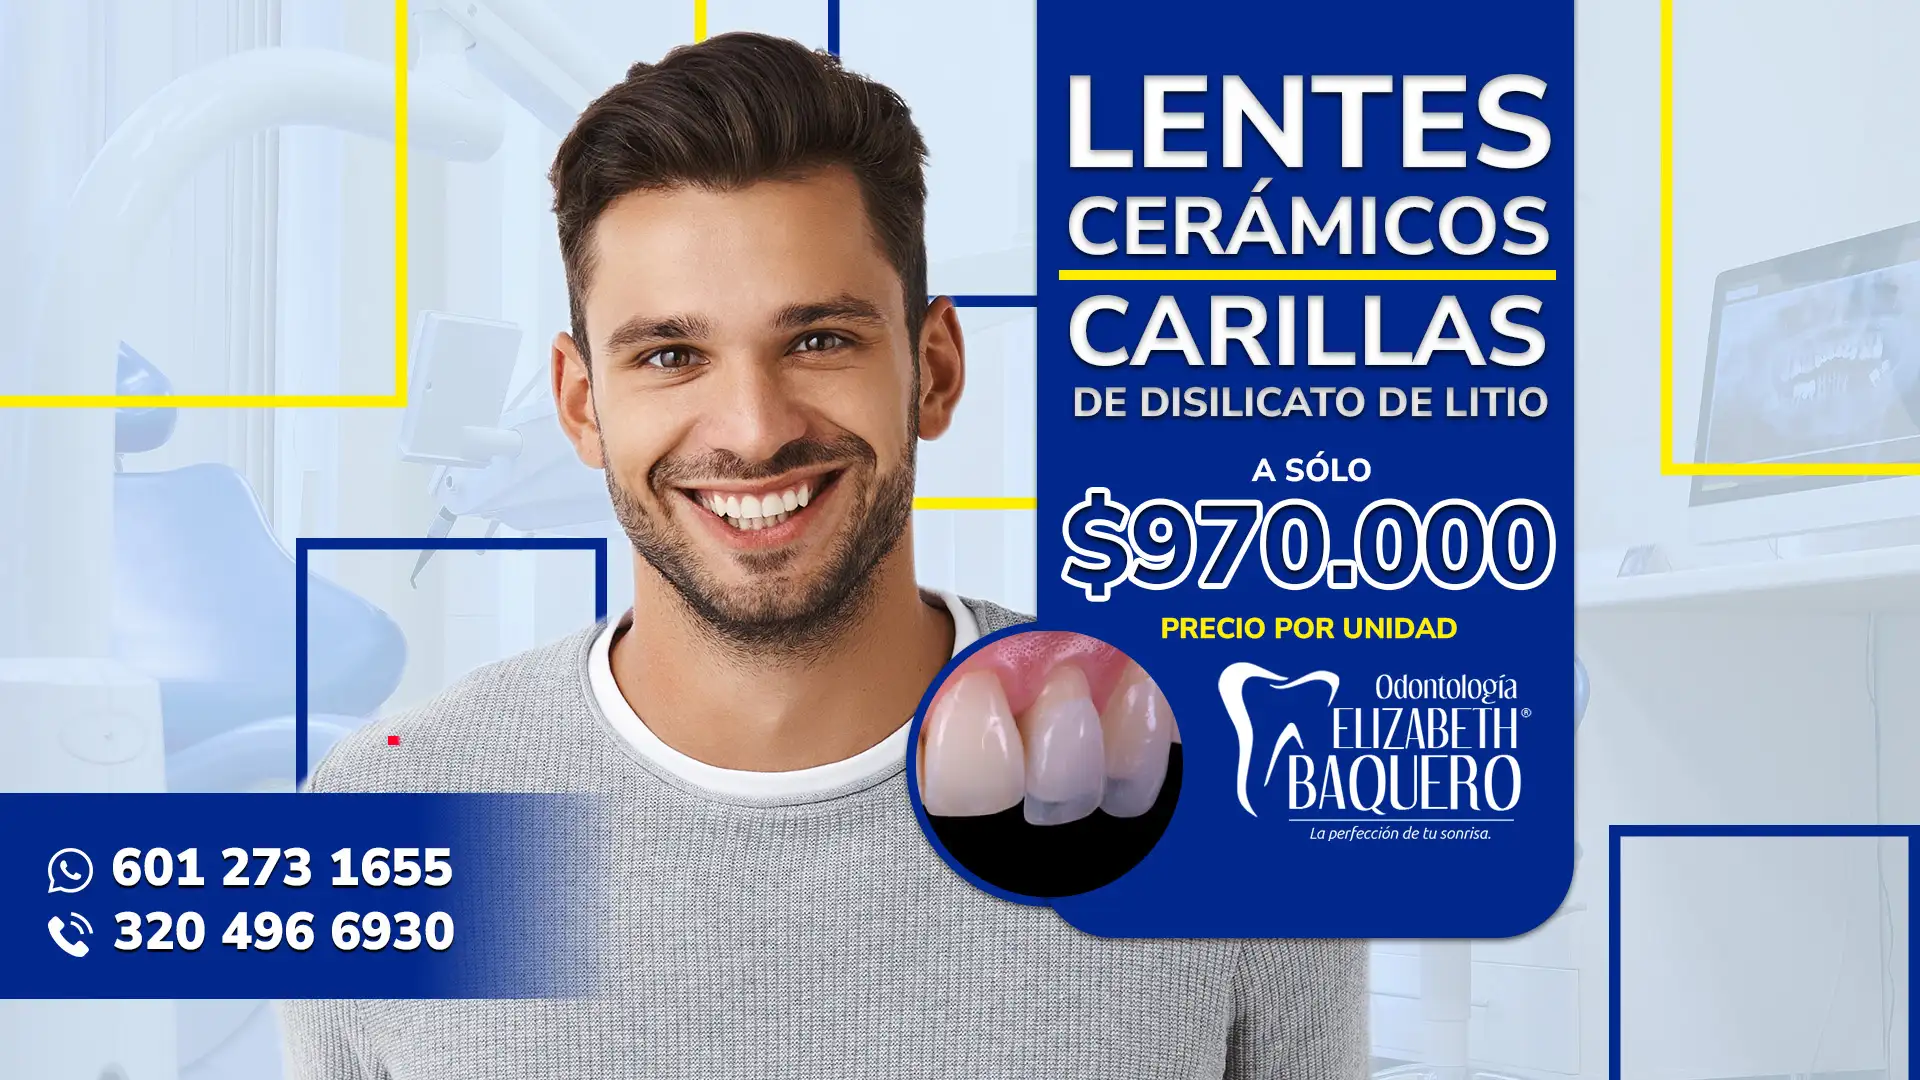 LENTES
CERÁMICOS
CARILLAS
DE DISILICATO DE LITIO
A SÓLO
$970.000
PRECIO POR UNIDAD
Odontología
ELIZABETH®
BAQUERO
La perfección de tu sonrisa.
601 273 1655
320 496 6930